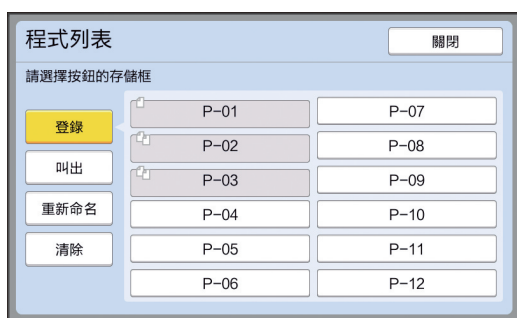 程式列表
關閉
請選擇按鈕的存儲框
登錄
叫出
重新命名
清除
P-01
P-02
P-03
P-04
P-05
P-06
P-07
P-08
P-09
P-10
P-11
P-12